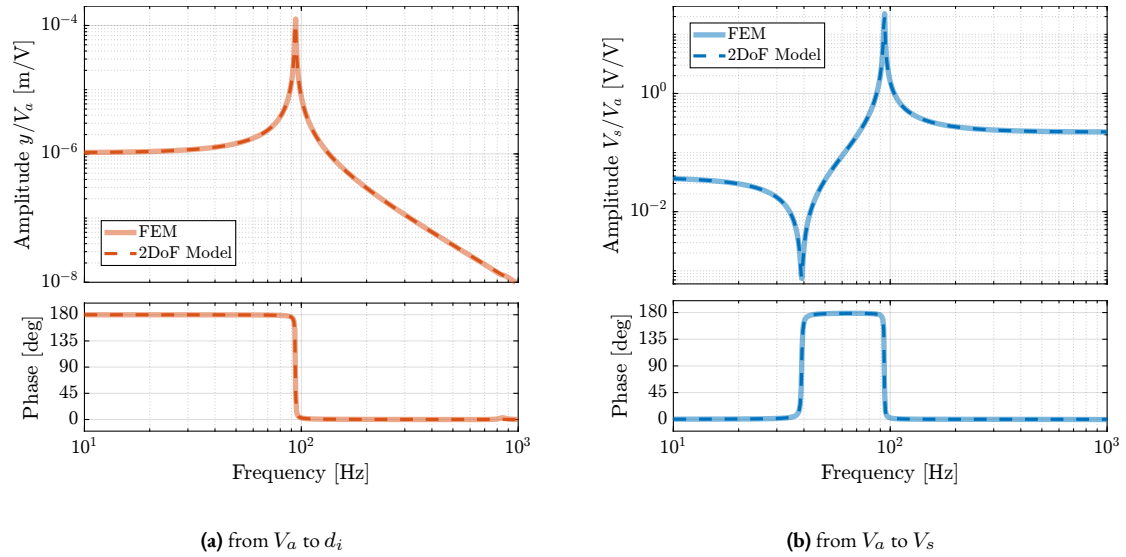 Amplitude y/V_a [m/V]
10^-4
10^-6
10^-8
FEM
2DoF Model
Phase [deg]
180
135
90
45
0
10^1
10^2
10^3
Frequency [Hz]
(a) from V_a to d_i
Amplitude V_s/V_a [V/V]
10^0
10^-2
FEM
2DoF Model
Phase [deg]
180
135
90
45
0
10^1
10^2
10^3
Frequency [Hz]
(b) from V_a to V_s